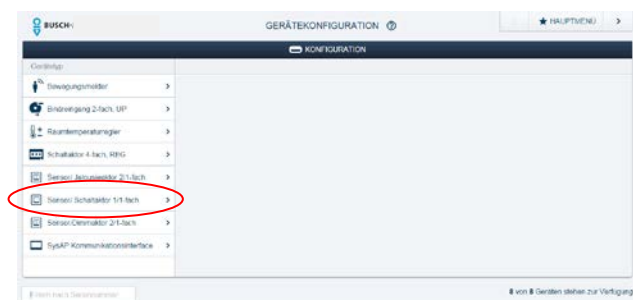 BUSCH-
GERÄTEKONFIGURATION
HAUPTMENÜ
KONFIGURATION
Gerätetyp
Bewegungsmelder
Binäreingang 2-fach, UP
Raumtemperaturregler
Schaltaktor 4-fach, REG
Sensor/ Jalousieaktor 2/1-fach
Sensor/ Schaltaktor 1/1-fach
Sensor/Dimmaktor 2/1-fach
SysAP Kommunikationsinterface
Filtern nach Seriennummer
8 von 8 Geräten stehen zur Verfügung